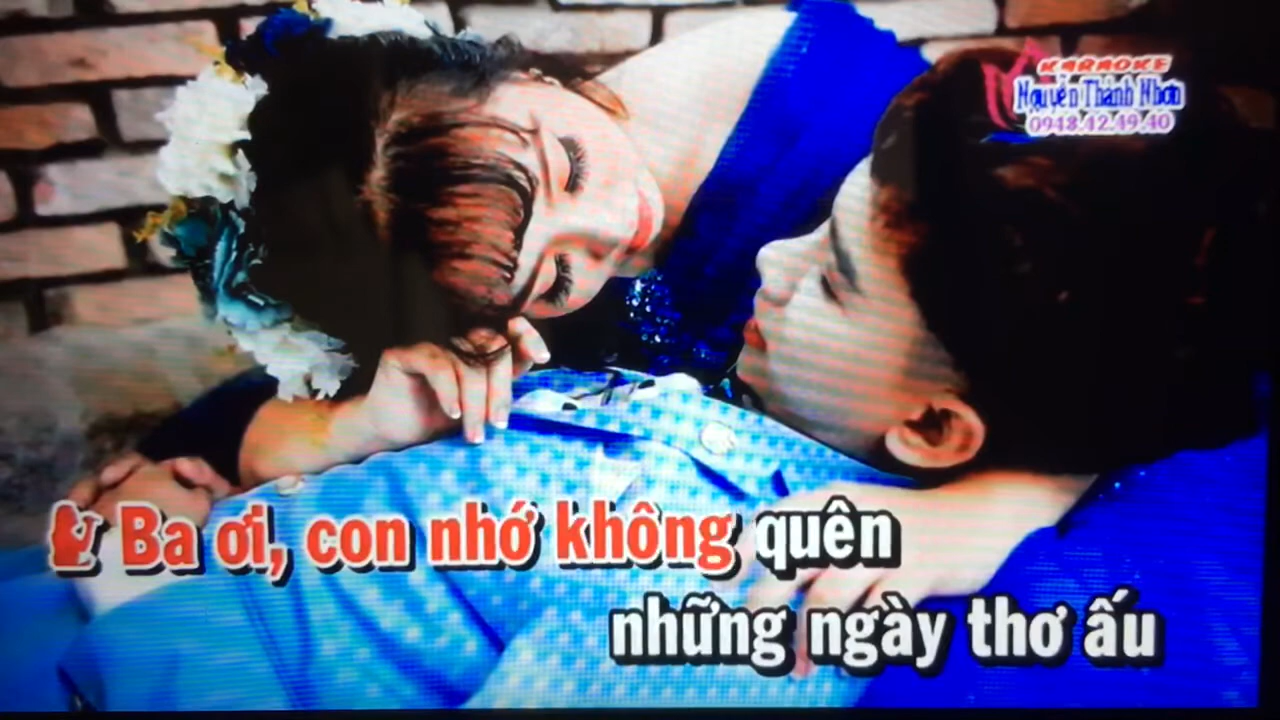 KARAOKE
Nguyễn Thành Nhơn
0948.42.49.40
Ba ơi, con nhớ không quên
những ngày thơ ấu